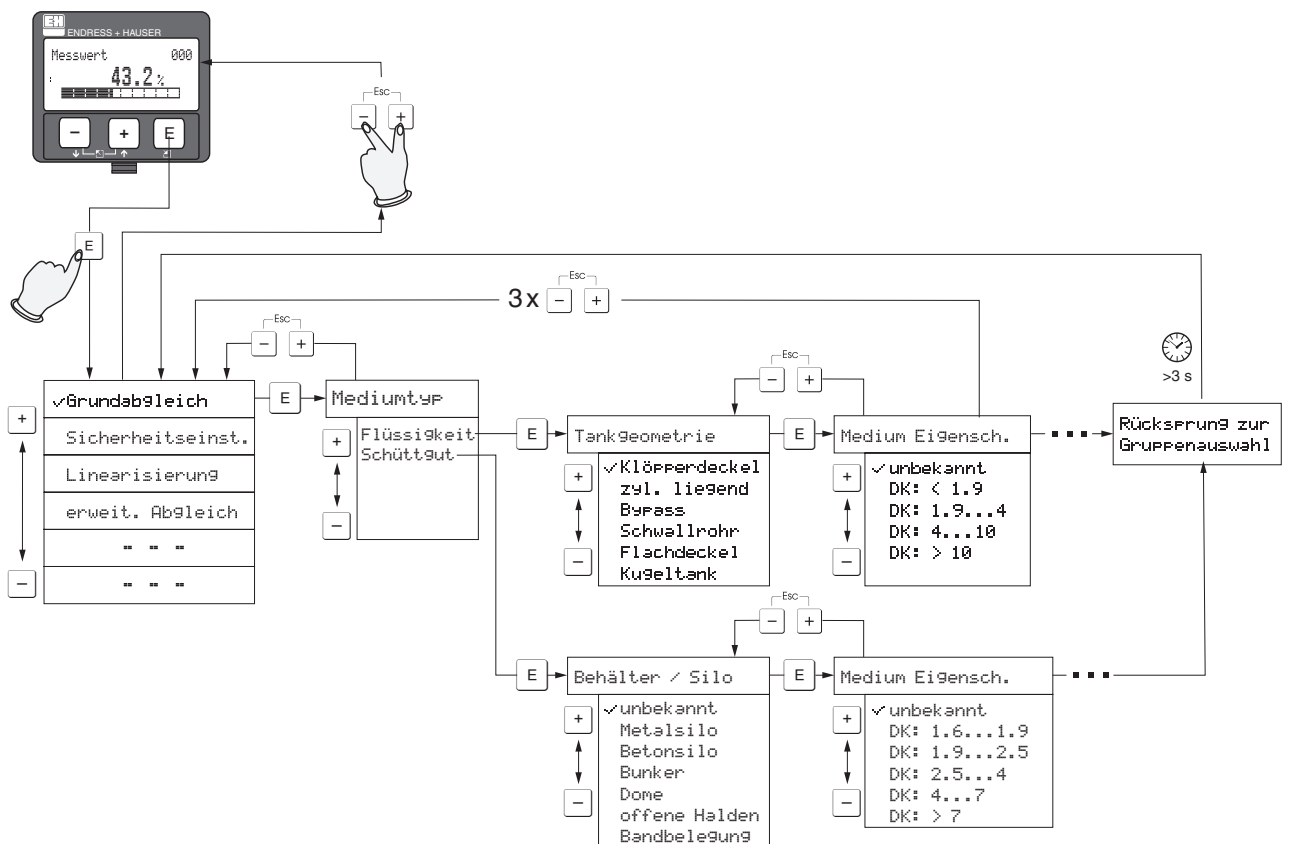 EH
ENDRESS + HAUSER
Messwert 000
: 43.2 %
- + E
Esc
- +
E
Esc
3x - +
Esc
- +
>3 s
Esc
- +
✓Grundabgleich
E
Mediumtyp
+
Sicherheitseinst.
Linearisierung
erweit. Abgleich
-- -- --
-- -- --
-
+
Flüssigkeit
Schüttgut
-
E
Tankgeometrie
+
✓Klöpperdeckel
zyl. liegend
Bypass
Schwallrohr
Flachdeckel
Kugeltank
-
E
Medium Eigensch.
+
✓unbekannt
DK: < 1.9
DK: 1.9...4
DK: 4...10
DK: > 10
-
Rücksprung zur
Gruppenauswahl
Esc
- +
E
Behälter / Silo
+
✓unbekannt
Metalsilo
Betonsilo
Bunker
Dome
offene Halden
Bandbelegung
-
E
Medium Eigensch.
+
✓unbekannt
DK: 1.6...1.9
DK: 1.9...2.5
DK: 2.5...4
DK: 4...7
DK: > 7
-